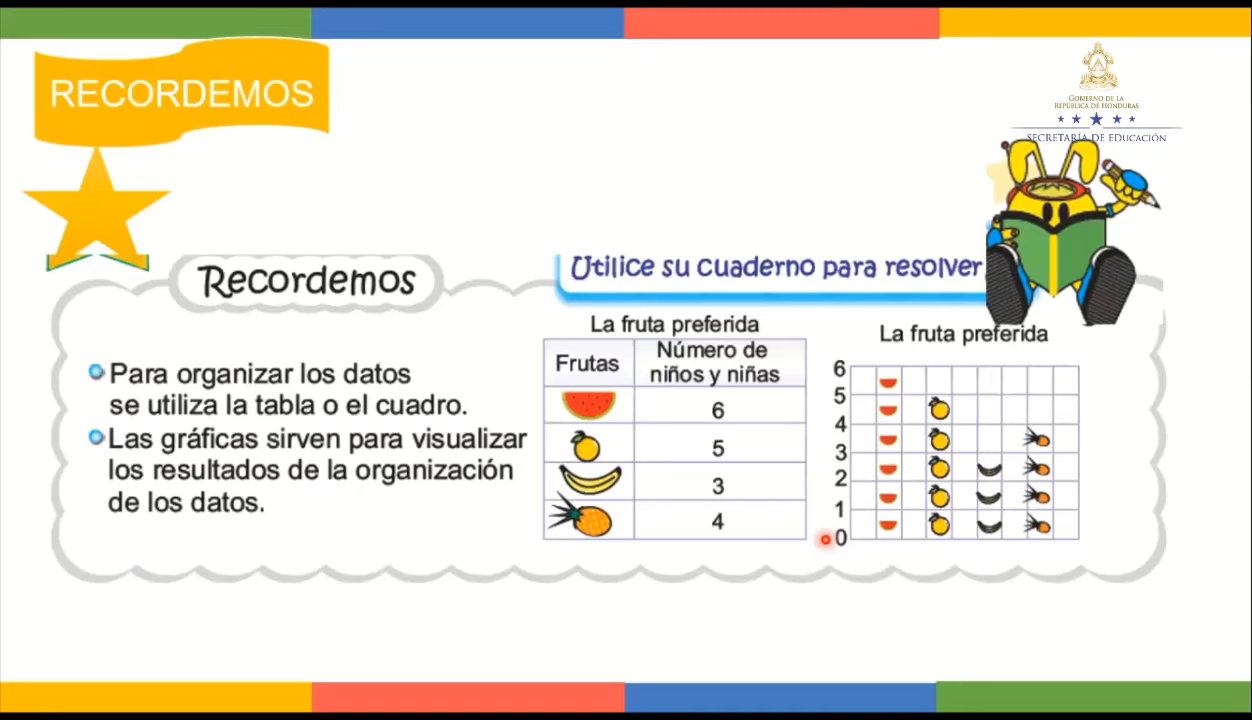 RECORDEMOS
GOBIERNO DE LA
REPÚBLICA DE HONDURAS
SECRETARÍA DE EDUCACIÓN
Recordemos
Utilice su cuaderno para resolver
Para organizar los datos
se utiliza la tabla o el cuadro.
Las gráficas sirven para visualizar
los resultados de la organización
de los datos.
La fruta preferida
Frutas
Número de
niños y niñas
6
5
3
4
La fruta preferida
6
5
4
3
2
1
0